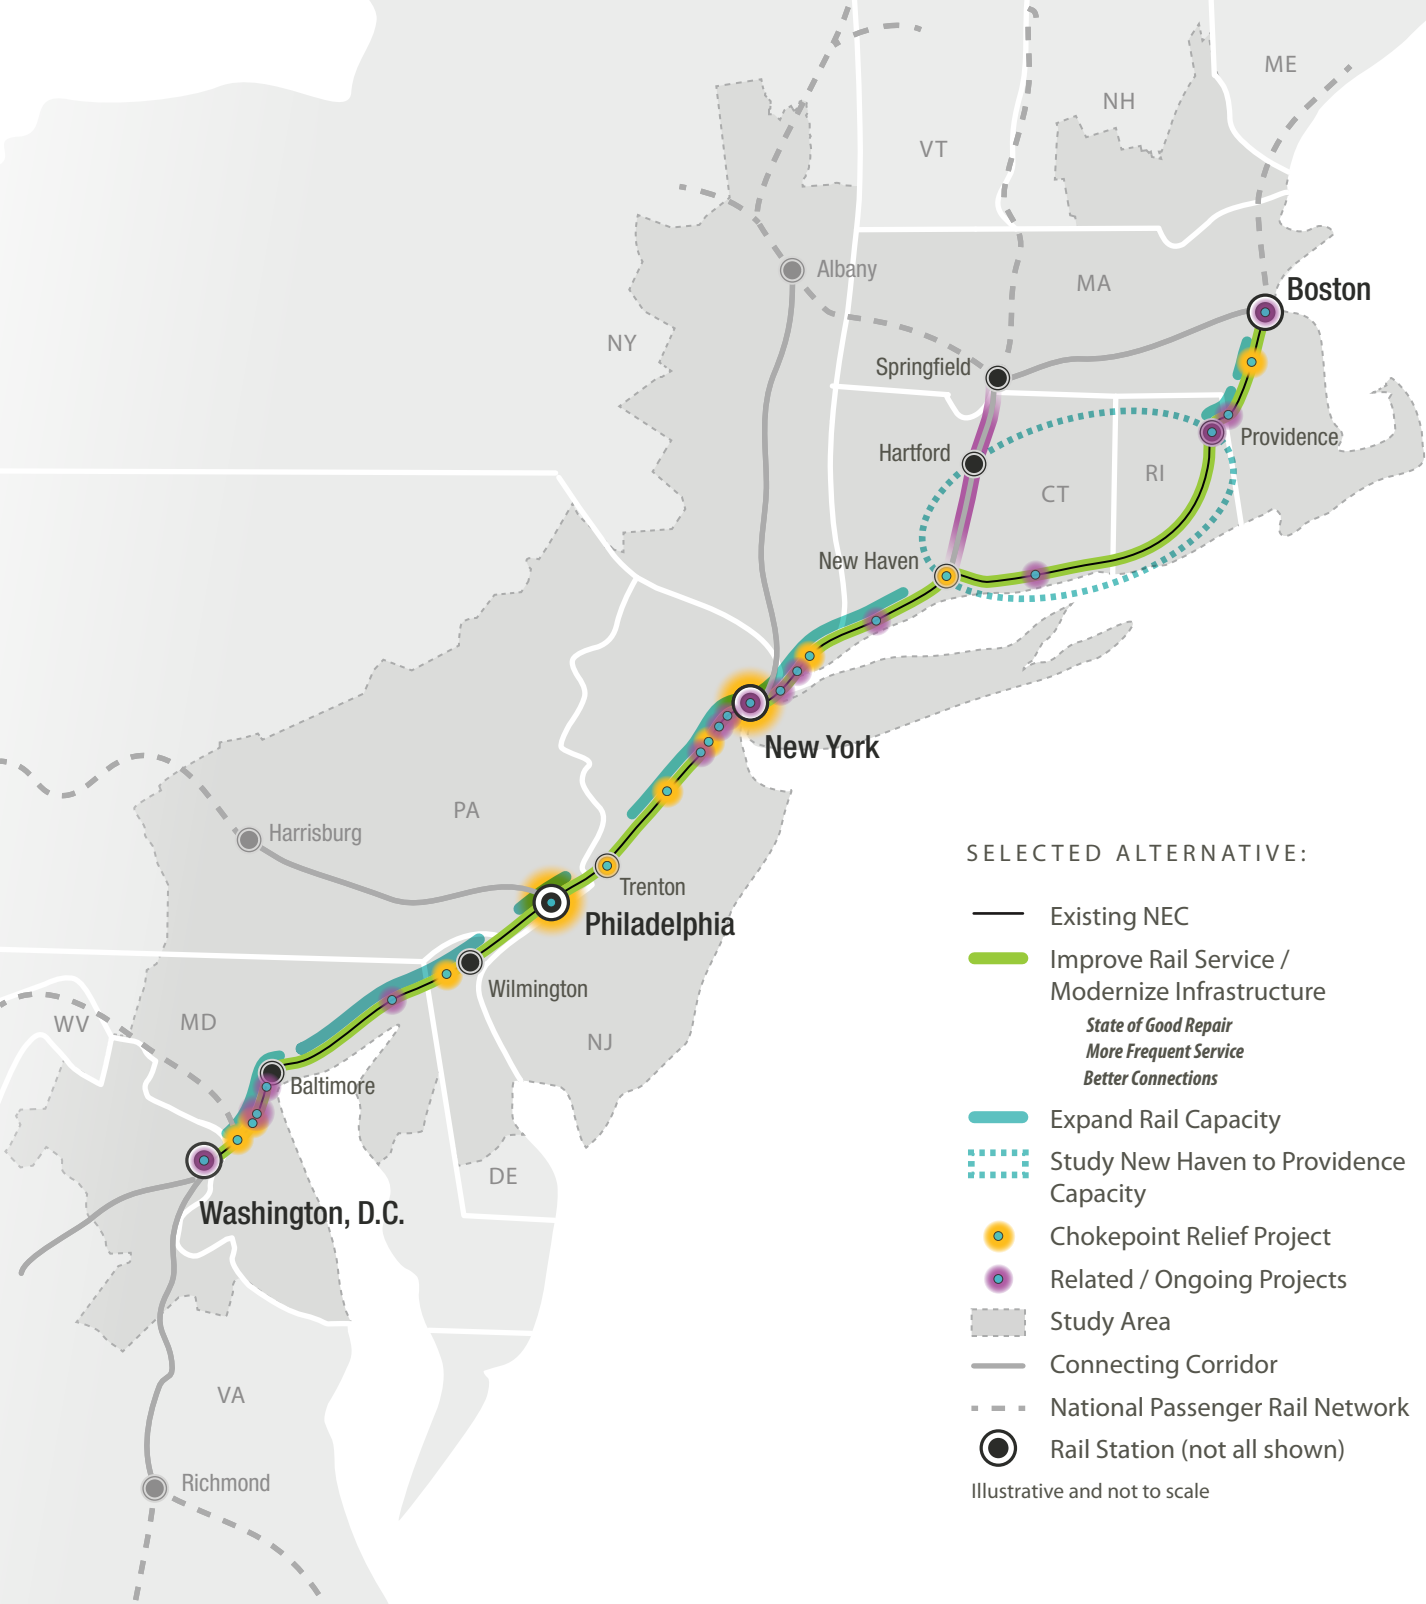 ME
NH
VT
Albany
MA
Boston
NY
Springfield
Providence
Hartford
RI
CT
New Haven
New York
PA
Harrisburg
Trenton
Philadelphia
Wilmington
WV
MD
NJ
Baltimore
DE
Washington, D.C.
VA
Richmond
SELECTED ALTERNATIVE:
Existing NEC
Improve Rail Service /
Modernize Infrastructure
State of Good Repair
More Frequent Service
Better Connections
Expand Rail Capacity
Study New Haven to Providence
Capacity
Chokepoint Relief Project
Related / Ongoing Projects
Study Area
Connecting Corridor
National Passenger Rail Network
Rail Station (not all shown)
Illustrative and not to scale